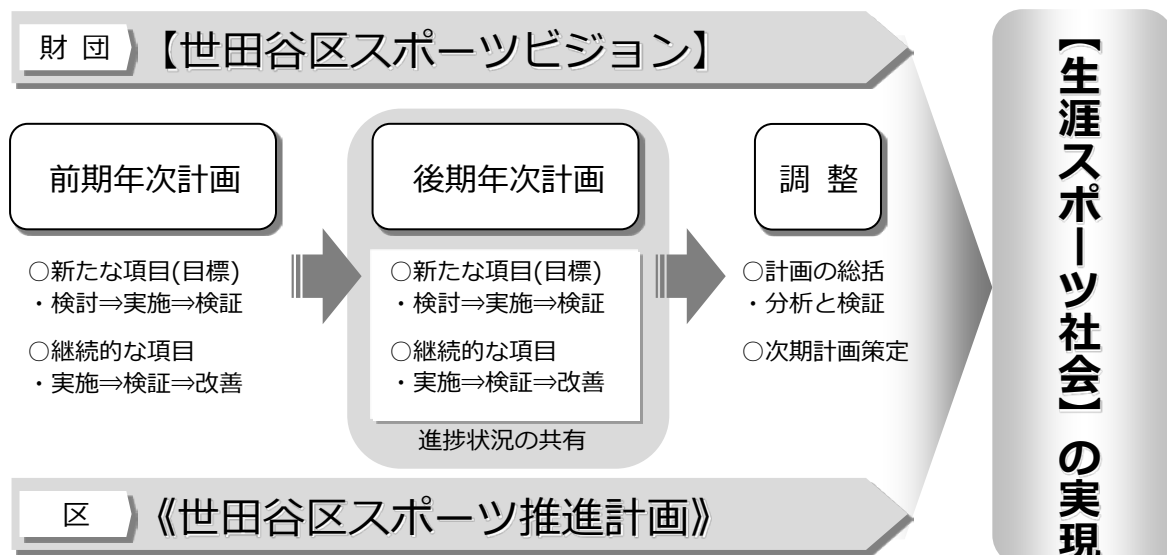 財 団
【世田谷区スポーツビジョン】
前期年次計画
○新たな項目(目標)
・検討⇒実施⇒検証
○継続的な項目
・実施⇒検証⇒改善
後期年次計画
○新たな項目(目標)
・検討⇒実施⇒検証
○継続的な項目
・実施⇒検証⇒改善
進捗状況の共有
調 整
○計画の総括
・分析と検証
○次期計画策定
区
《世田谷区スポーツ推進計画》
【生涯スポーツ社会】の実現